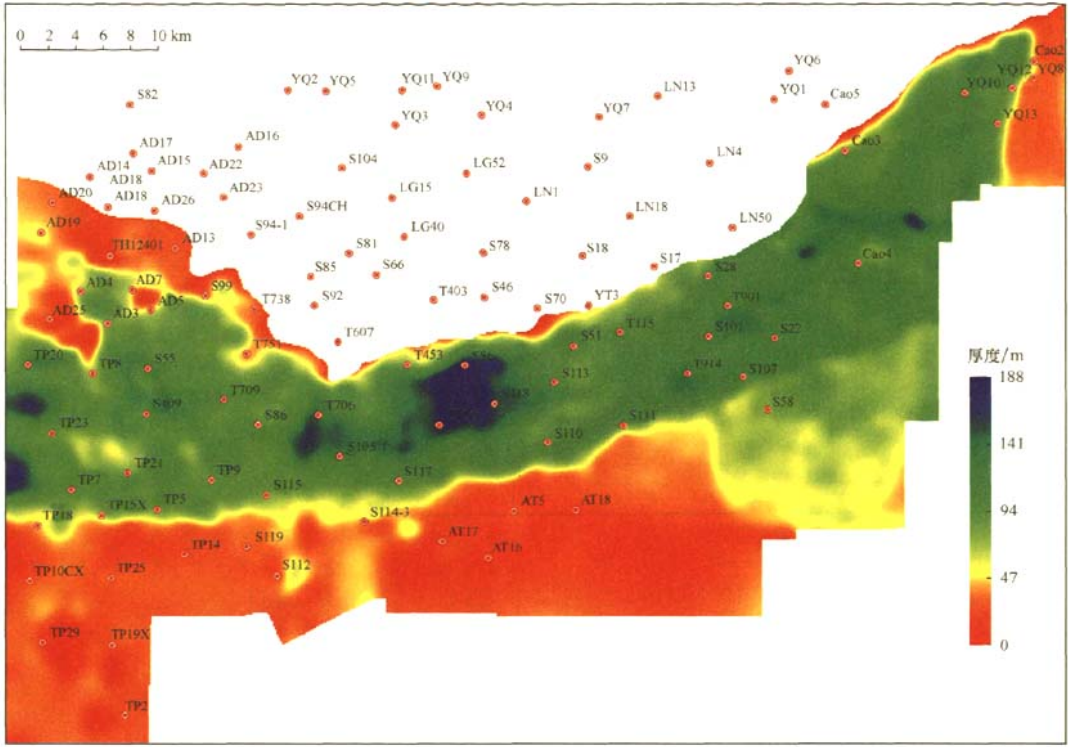 0 2 4 6 8 10 km
Cao2
YQ6
YQ12
YQ8
YQ2
YQ5
YQ11
YQ9
YQ10
LN13
YQ1
Cao5
S82
YQ4
YQ7
YQ3
YQ13
AD16
AD17
Cao3
AD15
AD14
AD22
S104
LG52
S9
LN4
AD18
AD20
AD18
AD26
AD23
LG15
LN1
S94CH
LN18
AD19
S94-1
LG40
LN50
AD13
TH12401
S81
S78
S18
S85
S66
S17
Cao4
S28
AD4
AD7
S99
AD5
T738
S92
T403
S46
S70
YT3
T901
AD25
AD3
T607
S51
T115
S101
S22
厚度/m
TP20
TP8
S55
T751
T453
S56
S113
T914
S107
188
T709
S109
S86
T706
S118
S58
TP23
S110
S111
141
S105-1
TP21
TP7
TP9
S115
S117
94
TP18
TP15X
TP5
S114-3
AT5
AT18
AT17
S119
TP14
AT16
TP10CX
TP25
S112
47
TP29
TP19X
0
TP2